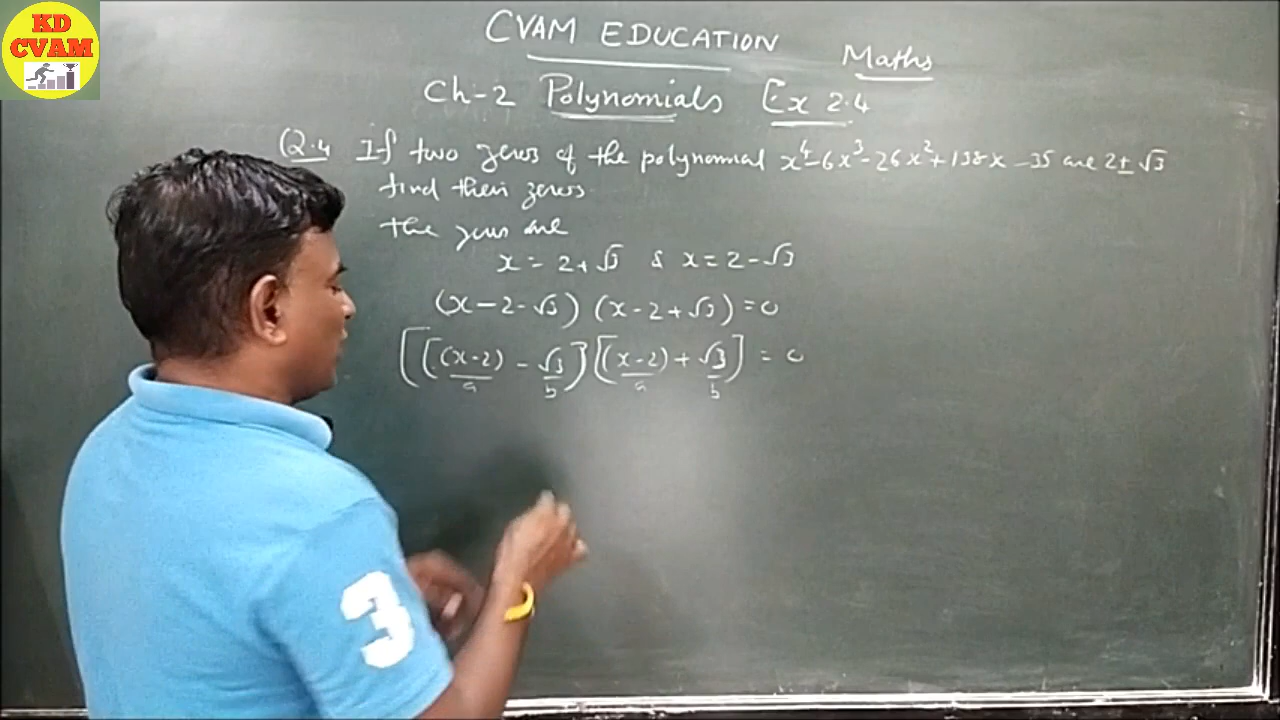 KD
CVAM
CVAM EDUCATION Maths
Ch-2 Polynomials Ex 2.4
Q.4 If two zeros of the polynomial x⁴-6x³-26x²+138x-35 are 2±√3
find their zeros
the zeros are
x = 2+√3 & x = 2-√3
(x-2-√3) (x-2+√3) = 0
[[(x-2) - √3] [(x-2) + √3] = 0
a b a b
3